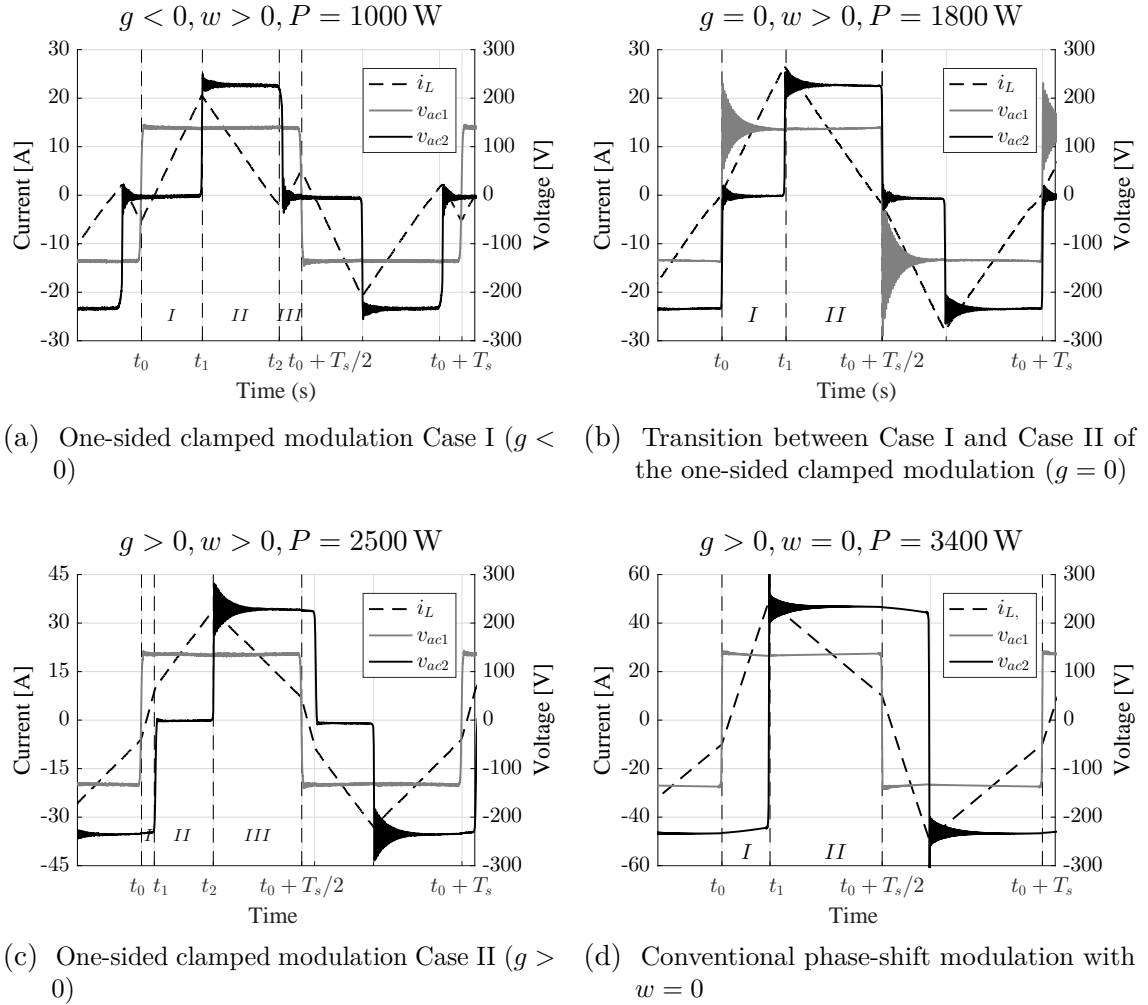 g < 0, w > 0, P = 1000 W
30
20
10
0
-10
-20
-30
Current [A]
300
200
100
0
-100
-200
-300
Voltage [V]
i_L
v_ac1
v_ac2
I
II
III
t_0
t_1
t_2
t_0 + T_s/2
t_0 + T_s
Time (s)
(a) One-sided clamped modulation Case I (g <
0)
g = 0, w > 0, P = 1800 W
30
20
10
0
-10
-20
-30
Current [A]
300
200
100
0
-100
-200
-300
Voltage [V]
i_L
v_ac1
v_ac2
I
II
t_0
t_1
t_0 + T_s/2
t_0 + T_s
Time (s)
(b) Transition between Case I and Case II of
the one-sided clamped modulation (g = 0)
g > 0, w > 0, P = 2500 W
45
30
15
0
-15
-30
-45
Current [A]
300
200
100
0
-100
-200
-300
Voltage [V]
i_L
v_ac1
v_ac2
I
II
III
t_0
t_1
t_2
t_0 + T_s/2
t_0 + T_s
Time
(c) One-sided clamped modulation Case II (g >
0)
g > 0, w = 0, P = 3400 W
60
40
20
0
-20
-40
-60
Current [A]
300
200
100
0
-100
-200
-300
Voltage [V]
i_L,
v_ac1
v_ac2
I
II
t_0
t_1
t_0 + T_s/2
t_0 + T_s
Time
(d) Conventional phase-shift modulation with
w = 0